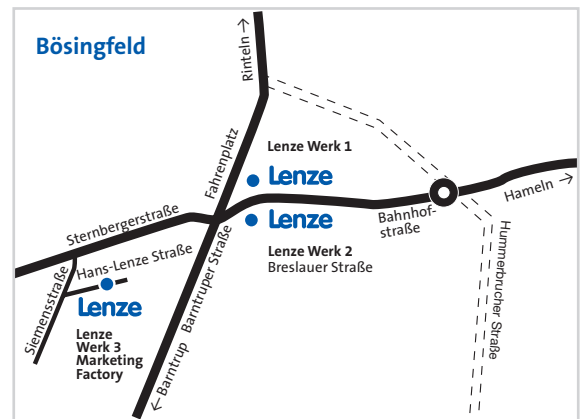 Bösingfeld
Rinteln →
Fahrenplatz
Lenze Werk 1
Lenze
Lenze
Lenze Werk 2
Breslauer Straße
Bahnhof-
straße
Hameln →
Hummerbrucher Straße
Sternbergerstraße
Hans-Lenze Straße
Siemensstraße
Lenze
Lenze
Werk 3
Marketing
Factory
Barntruper Straße
← Barntrup